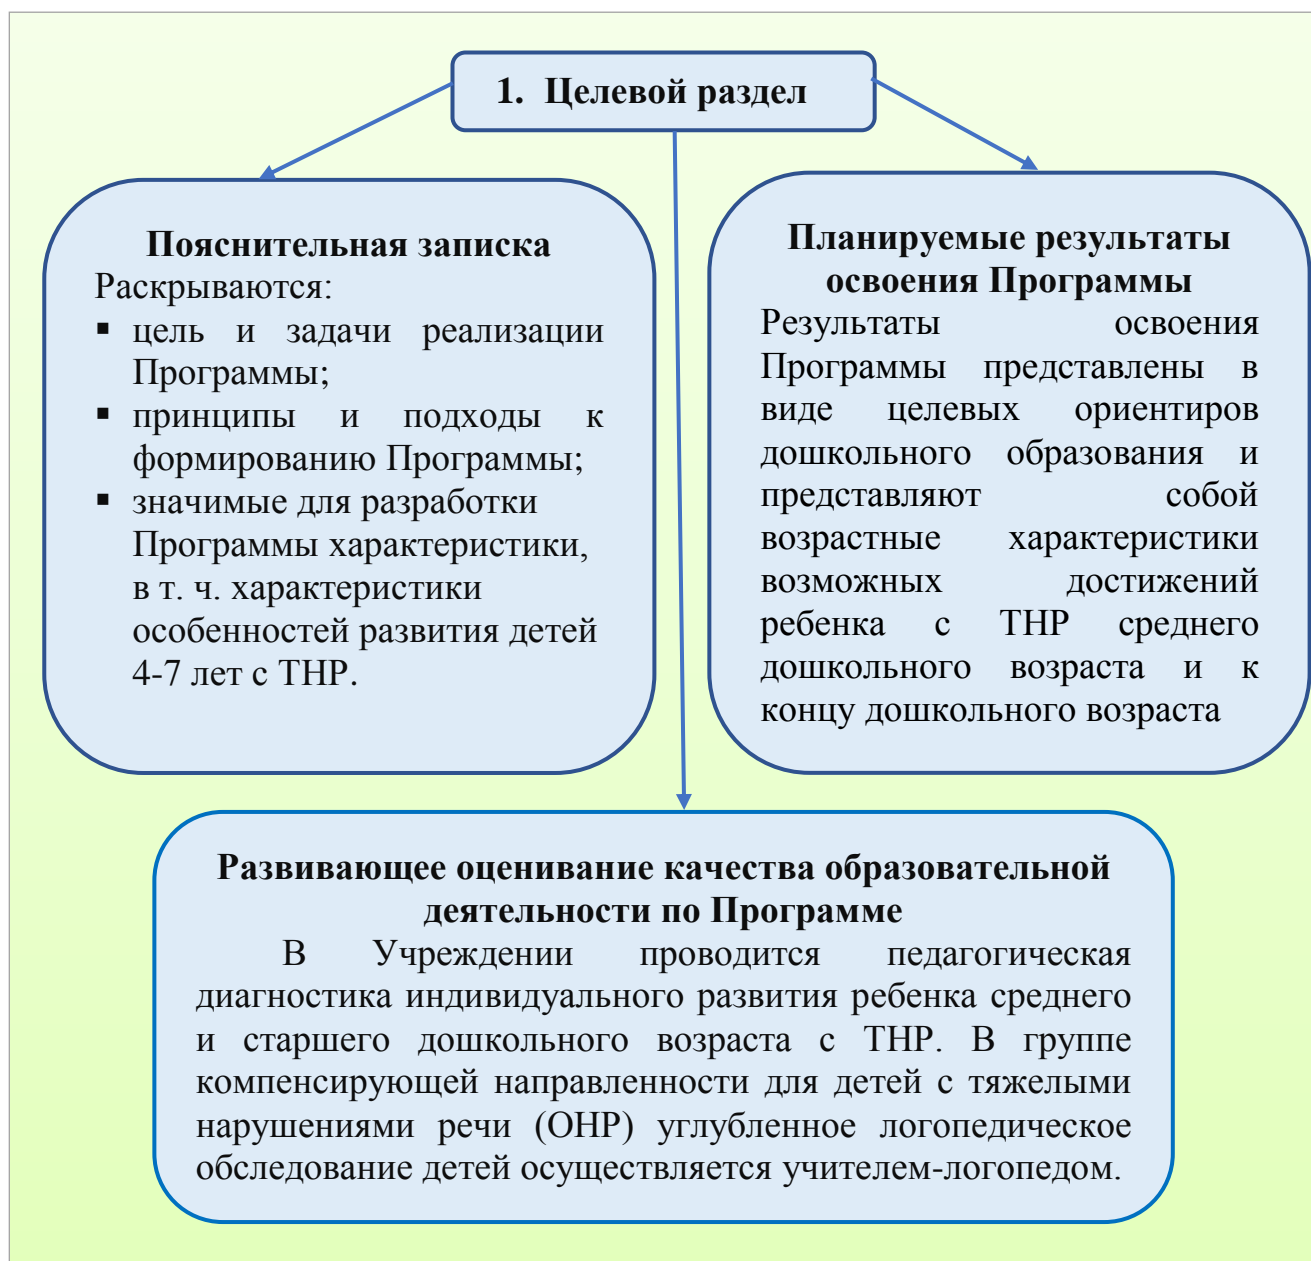 1. Целевой раздел
Пояснительная записка
Раскрываются:
▪ цель и задачи реализации
Программы;
▪ принципы и подходы к
формированию Программы;
▪ значимые для разработки
Программы характеристики,
в т. ч. характеристики
особенностей развития детей
4-7 лет с ТНР.
Планируемые результаты
освоения Программы
Результаты освоения
Программы представлены в
виде целевых ориентиров
дошкольного образования и
представляют собой
возрастные характеристики
возможных достижений
ребенка с ТНР среднего
дошкольного возраста и к
концу дошкольного возраста
Развивающее оценивание качества образовательной
деятельности по Программе
В Учреждении проводится педагогическая
диагностика индивидуального развития ребенка среднего
и старшего дошкольного возраста с ТНР. В группе
компенсирующей направленности для детей с тяжелыми
нарушениями речи (ОНР) углубленное логопедическое
обследование детей осуществляется учителем-логопедом.